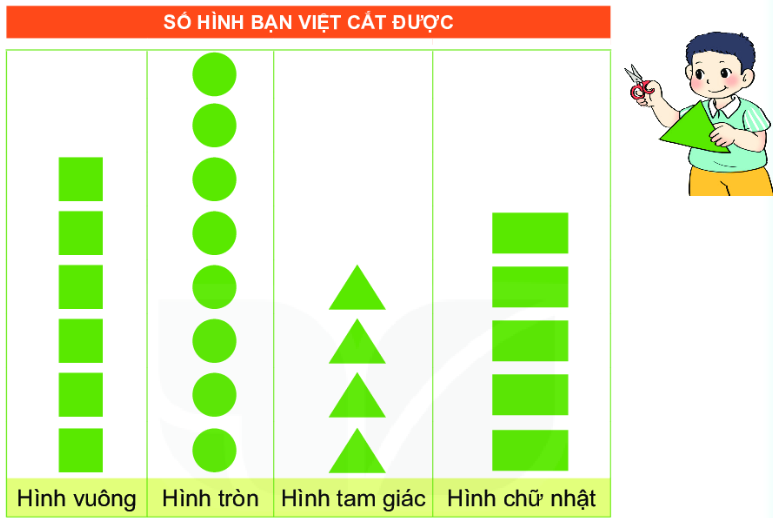 SỐ HÌNH BẠN VIỆT CẮT ĐƯỢC
Hình vuông Hình tròn Hình tam giác Hình chữ nhật